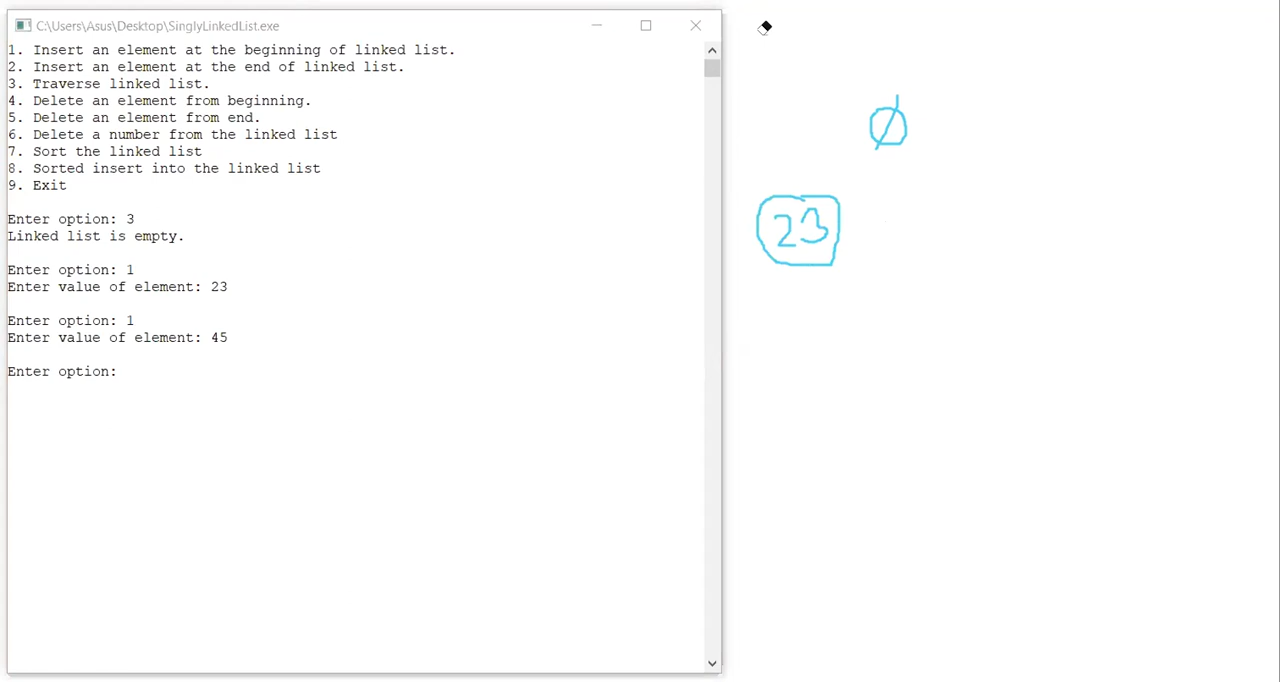 C:\Users\Asus\Desktop\SinglyLinkedList.exe
1. Insert an element at the beginning of linked list.
2. Insert an element at the end of linked list.
3. Traverse linked list.
4. Delete an element from beginning.
5. Delete an element from end.
6. Delete a number from the linked list
7. Sort the linked list
8. Sorted insert into the linked list
9. Exit
Enter option: 3
Linked list is empty.
Enter option: 1
Enter value of element: 23
Enter option: 1
Enter value of element: 45
Enter option:
Ø
23